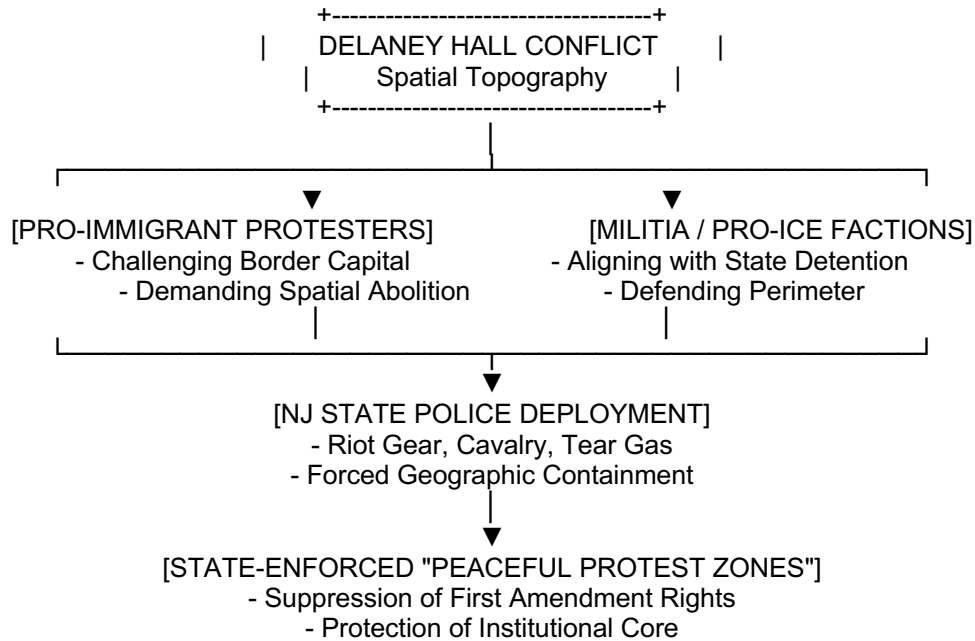 +-----------------------------------+
| DELANEY HALL CONFLICT |
| Spatial Topography |
+-----------------------------------+
[PRO-IMMIGRANT PROTESTERS] [MILITIA / PRO-ICE FACTIONS]
- Challenging Border Capital - Aligning with State Detention
- Demanding Spatial Abolition - Defending Perimeter
[NJ STATE POLICE DEPLOYMENT]
- Riot Gear, Cavalry, Tear Gas
- Forced Geographic Containment
[STATE-ENFORCED "PEACEFUL PROTEST ZONES"]
- Suppression of First Amendment Rights
- Protection of Institutional Core